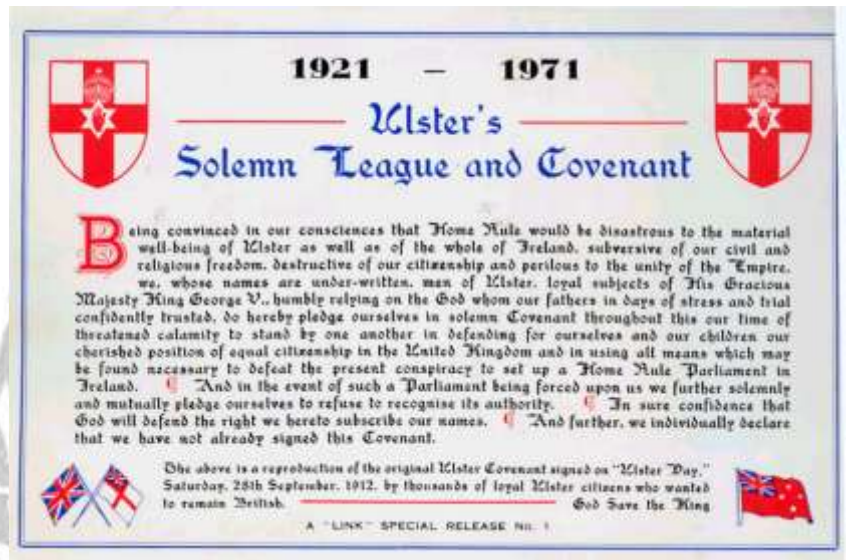 1921 – 1971
Ulster's
Solemn League and Covenant
Being convinced in our consciences that Home Rule would be disastrous to the material
well-being of Ulster as well as of the whole of Ireland, subversive of our civil and
religious freedom, destructive of our citizenship and perilous to the unity of the Empire,
we, whose names are under-written, men of Ulster, loyal subjects of His Gracious
Majesty King George V., humbly relying on the God whom our fathers in days of stress and trial
confidently trusted, do hereby pledge ourselves in solemn Covenant throughout this our time of
threatened calamity to stand by one another in defending for ourselves and our children our
cherished position of equal citizenship in the United Kingdom and in using all means which may
be found necessary to defeat the present conspiracy to set up a Home Rule Parliament in
Ireland. ¶ And in the event of such a Parliament being forced upon us we further solemnly
and mutually pledge ourselves to refuse to recognise its authority. ¶ In sure confidence that
God will defend the right we hereto subscribe our names. ¶ And further, we individually declare
that we have not already signed this Covenant.
The above is a reproduction of the original Ulster Covenant signed on "Ulster Day,"
Saturday, 28th September, 1912, by thousands of loyal Ulster citizens who wanted
to remain British. God Save the King
A "LINK" SPECIAL RELEASE No. 1